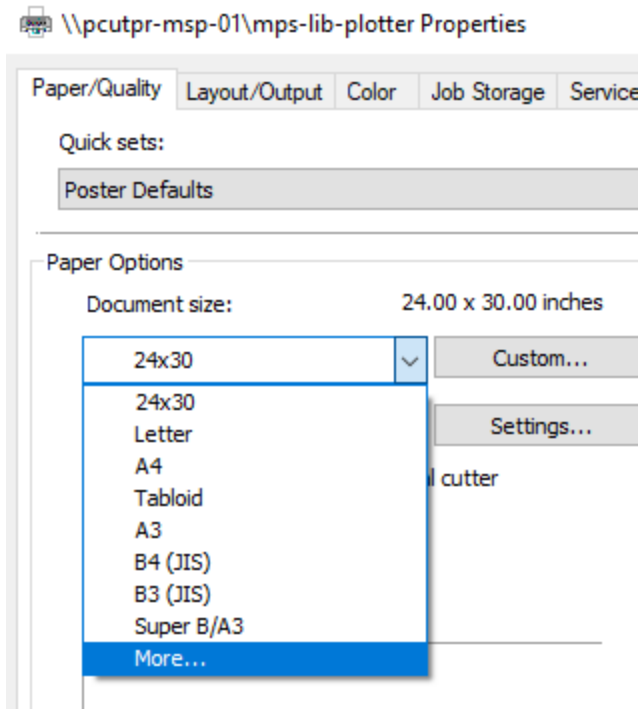 \\pcutpr-msp-01\mps-lib-plotter Properties
Paper/Quality Layout/Output Color Job Storage Service
Quick sets:
Poster Defaults
Paper Options
Document size: 24.00 x 30.00 inches
24x30 Custom...
24x30
Letter Settings...
A4
l cutter
Tabloid
A3
B4 (JIS)
B3 (JIS)
Super B/A3
More...